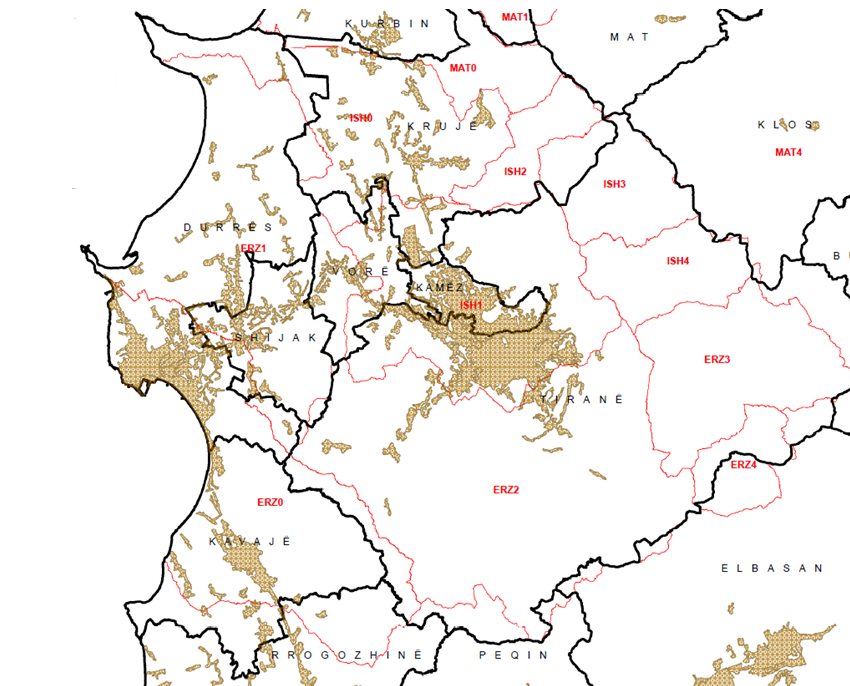 MAT1
KURBIN
MAT
MAT0
ISH0
KRUJË
KLOS
MAT4
ISH2
ISH3
DURRËS
ERZ1
ISH4
VORË
KAMËZ
ISH1
SHIJAK
ERZ3
TIRANË
ERZ4
ERZ2
ERZ0
KAVAJË
ELBASAN
RROGOZHINË
PEQIN